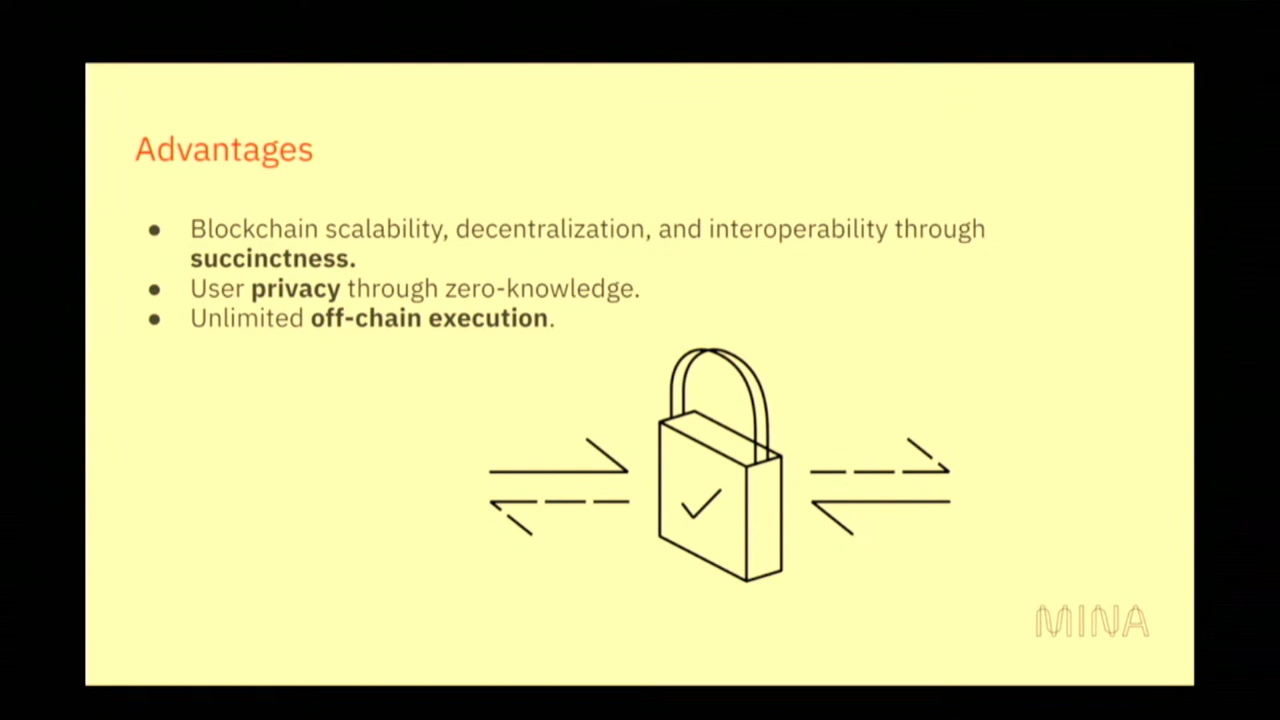 Advantages
● Blockchain scalability, decentralization, and interoperability through
succinctness.
● User privacy through zero-knowledge.
● Unlimited off-chain execution.
MINA